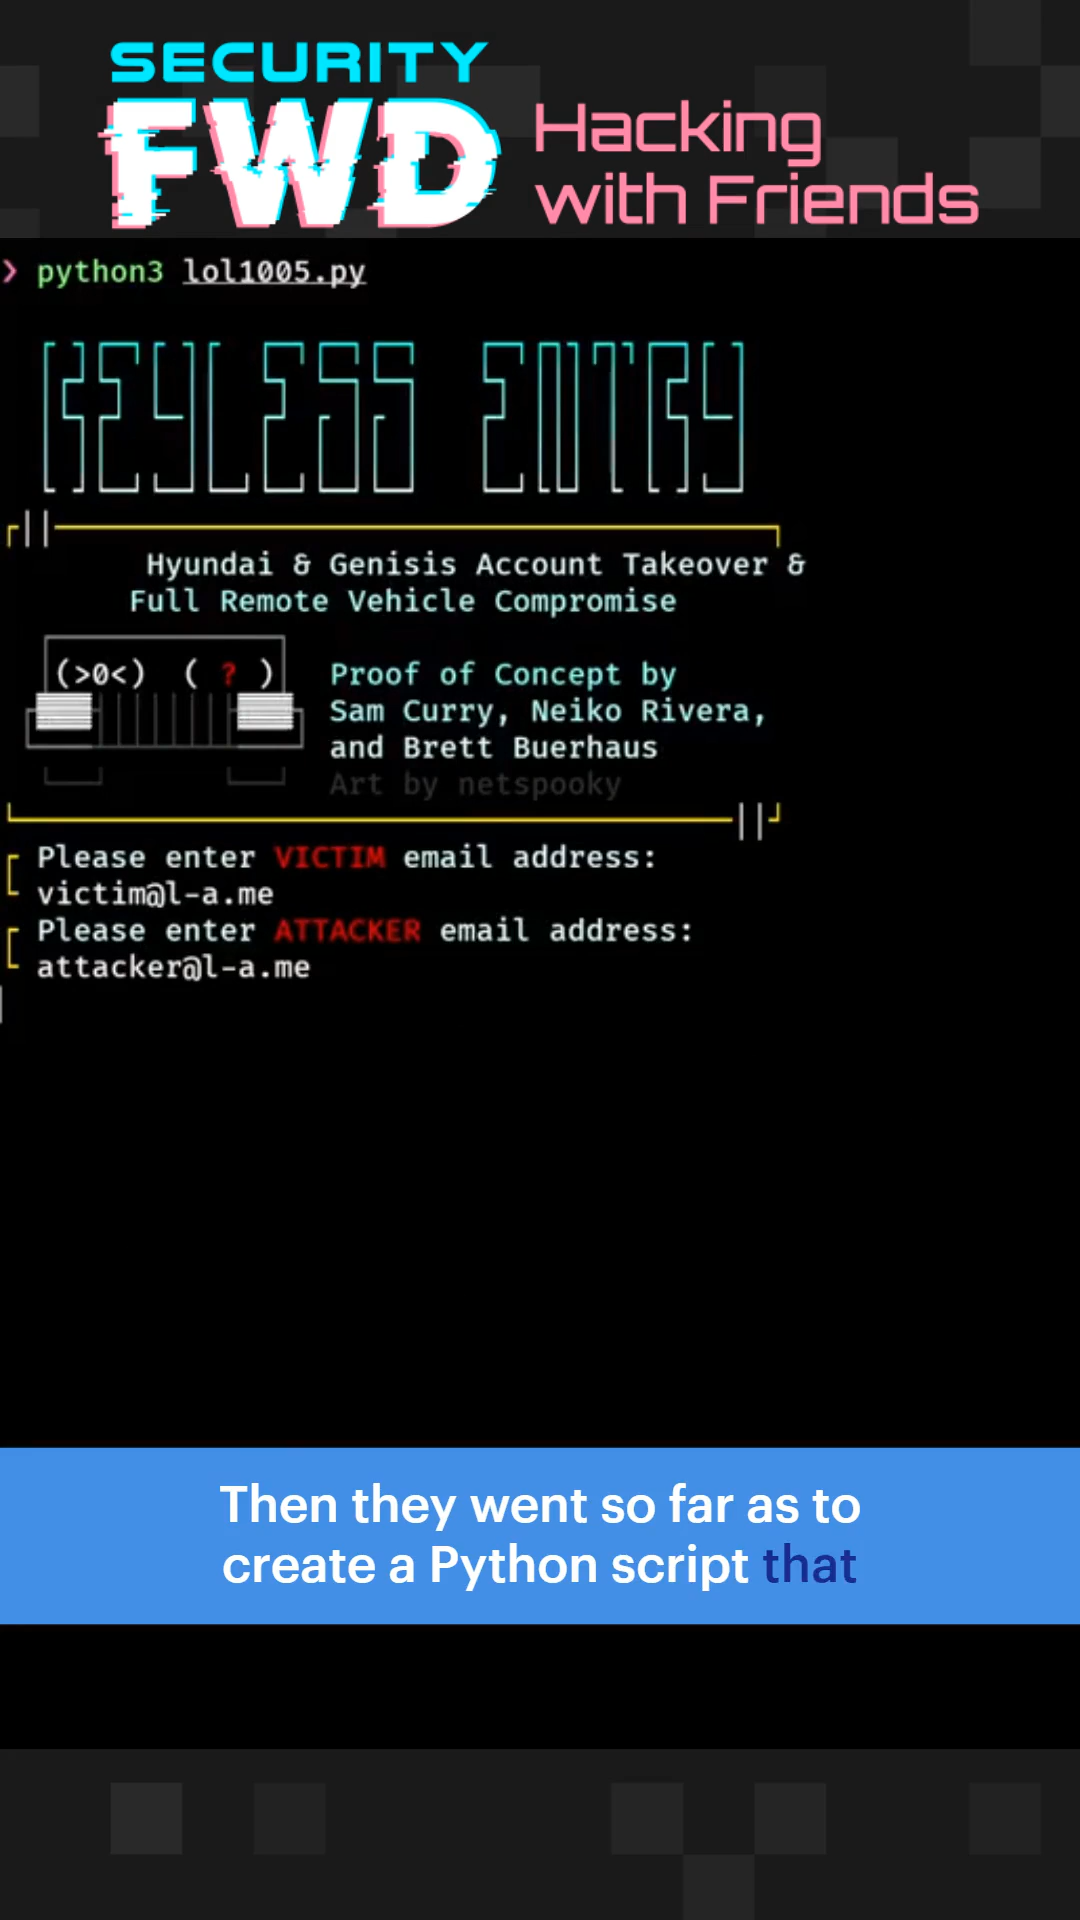 SECURITY
FWD
Hacking
with Friends
❯ python3 lol1005.py
KEYLESS ENTRY
Hyundai & Genisis Account Takeover &
Full Remote Vehicle Compromise
(>0<) ( ? )
Proof of Concept by
Sam Curry, Neiko Rivera,
and Brett Buerhaus
Art by netspooky
Please enter VICTIM email address:
victim@l-a.me
Please enter ATTACKER email address:
attacker@l-a.me
Then they went so far as to
create a Python script that